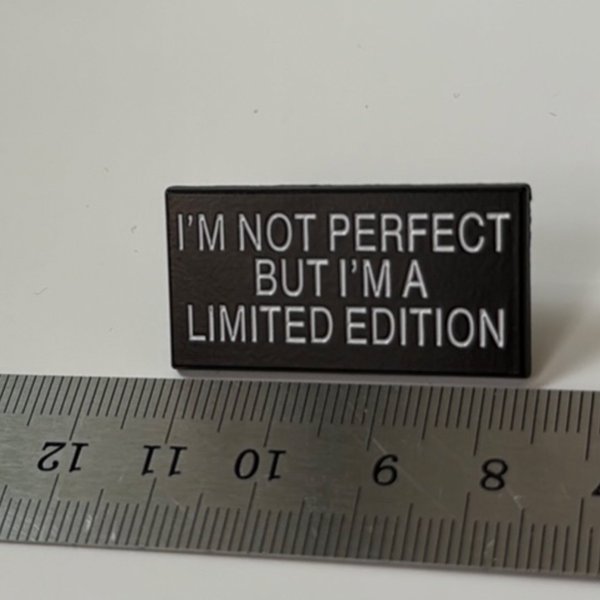 I'M NOT PERFECT
BUT I'M A
LIMITED EDITION
12 11 10 9 8